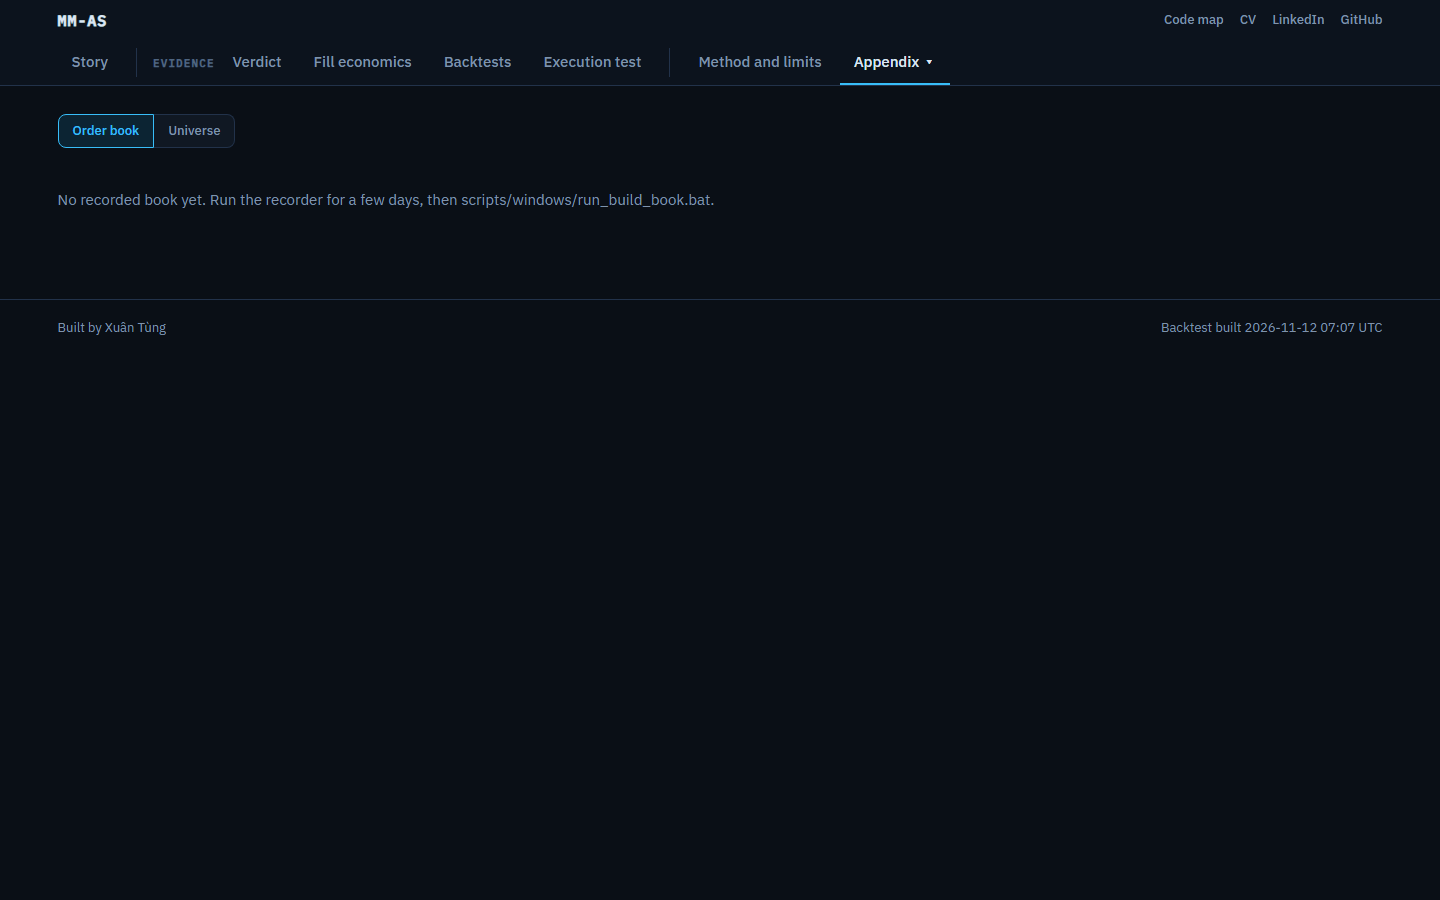 MM-AS
Code map CV LinkedIn GitHub
Story EVIDENCE Verdict Fill economics Backtests Execution test Method and limits Appendix ▾
Order book Universe
No recorded book yet. Run the recorder for a few days, then scripts/windows/run_build_book.bat.
Built by Xuân Tùng
Backtest built 2026-11-12 07:07 UTC